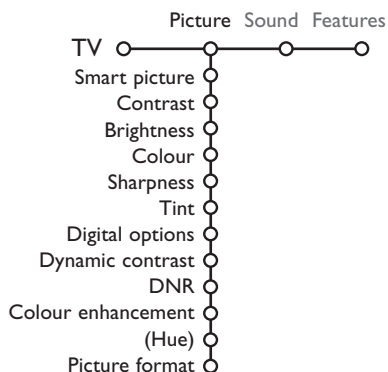 Picture Sound Features
TV
Smart picture
Contrast
Brightness
Colour
Sharpness
Tint
Digital options
Dynamic contrast
DNR
Colour enhancement
(Hue)
Picture format